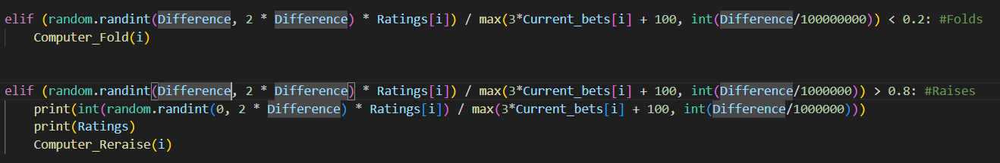 elif (random.randint(Difference, 2 * Difference) * Ratings[i]) / max(3*Current_bets[i] + 100, int(Difference/100000000)) < 0.2: #Folds
Computer_Fold(i)
elif (random.randint(Difference, 2 * Difference) * Ratings[i]) / max(3*Current_bets[i] + 100, int(Difference/1000000)) > 0.8: #Raises
print(int(random.randint(0, 2 * Difference) * Ratings[i]) / max(3*Current_bets[i] + 100, int(Difference/1000000)))
print(Ratings)
Computer_Reraise(i)